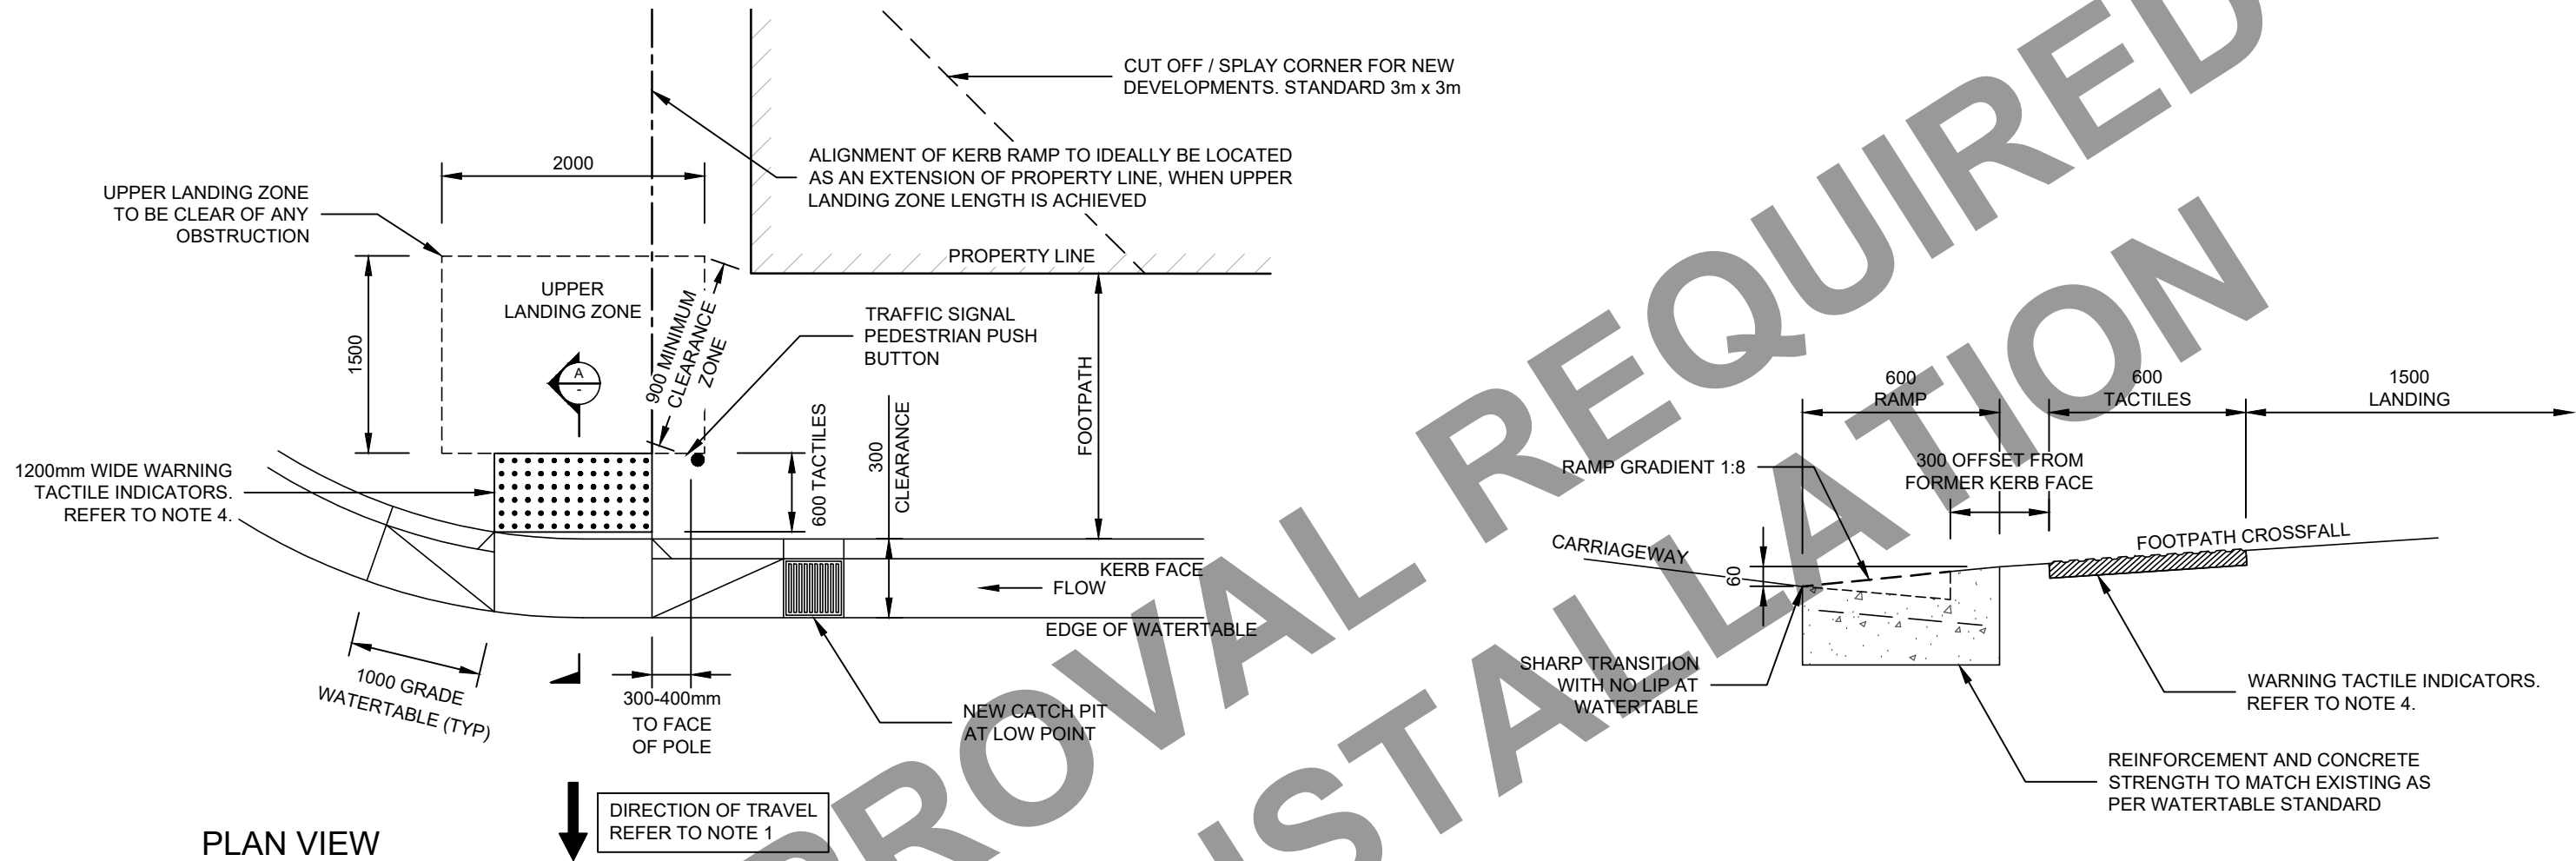 CUT OFF / SPLAY CORNER FOR NEW
DEVELOPMENTS. STANDARD 3m x 3m
ALIGNMENT OF KERB RAMP TO IDEALLY BE LOCATED
AS AN EXTENSION OF PROPERTY LINE, WHEN UPPER
LANDING ZONE LENGTH IS ACHIEVED
2000
UPPER LANDING ZONE
TO BE CLEAR OF ANY
OBSTRUCTION
PROPERTY LINE
UPPER
LANDING ZONE
1500
900 MINIMUM
CLEARANCE
ZONE
TRAFFIC SIGNAL
PEDESTRIAN PUSH
BUTTON
A
-
FOOTPATH
600 TACTILES
300
CLEARANCE
1200mm WIDE WARNING
TACTILE INDICATORS.
REFER TO NOTE 4.
KERB FACE
FLOW
EDGE OF WATERTABLE
1000 GRADE
WATERTABLE (TYP)
300-400mm
TO FACE
OF POLE
NEW CATCH PIT
AT LOW POINT
DIRECTION OF TRAVEL
REFER TO NOTE 1
PLAN VIEW
600
RAMP
600
TACTILES
1500
LANDING
RAMP GRADIENT 1:8
300 OFFSET FROM
FORMER KERB FACE
CARRIAGEWAY
60
FOOTPATH CROSSFALL
SHARP TRANSITION
WITH NO LIP AT
WATERTABLE
WARNING TACTILE INDICATORS.
REFER TO NOTE 4.
REINFORCEMENT AND CONCRETE
STRENGTH TO MATCH EXISTING AS
PER WATERTABLE STANDARD
PROVAL REQUIRED
NSTALLATION